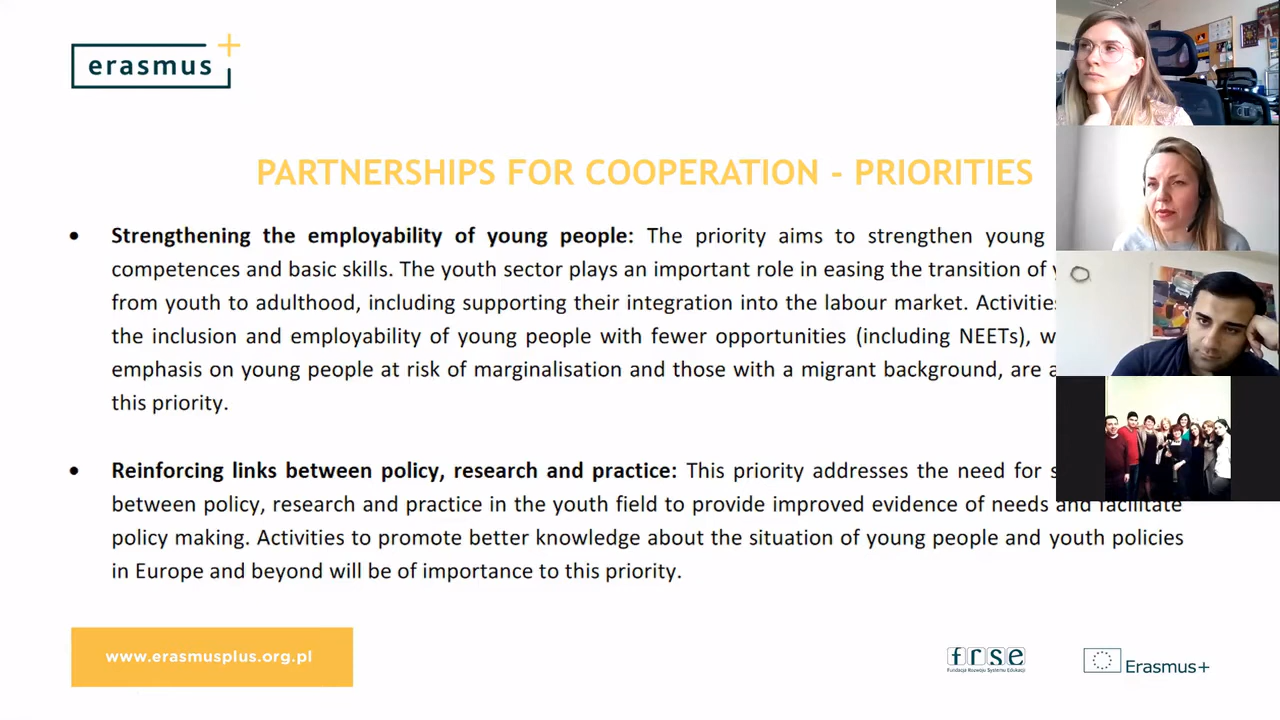 erasmus+
PARTNERSHIPS FOR COOPERATION - PRIORITIES
• Strengthening the employability of young people: The priority aims to strengthen young
competences and basic skills. The youth sector plays an important role in easing the transition of
from youth to adulthood, including supporting their integration into the labour market. Activities
the inclusion and employability of young people with fewer opportunities (including NEETs),
emphasis on young people at risk of marginalisation and those with a migrant background, are
this priority.
• Reinforcing links between policy, research and practice: This priority addresses the need for
between policy, research and practice in the youth field to provide improved evidence of needs and facilitate
policy making. Activities to promote better knowledge about the situation of young people and youth policies
in Europe and beyond will be of importance to this priority.
www.erasmusplus.org.pl
frse
Fundacja Rozwoju Systemu Edukacji
Erasmus+